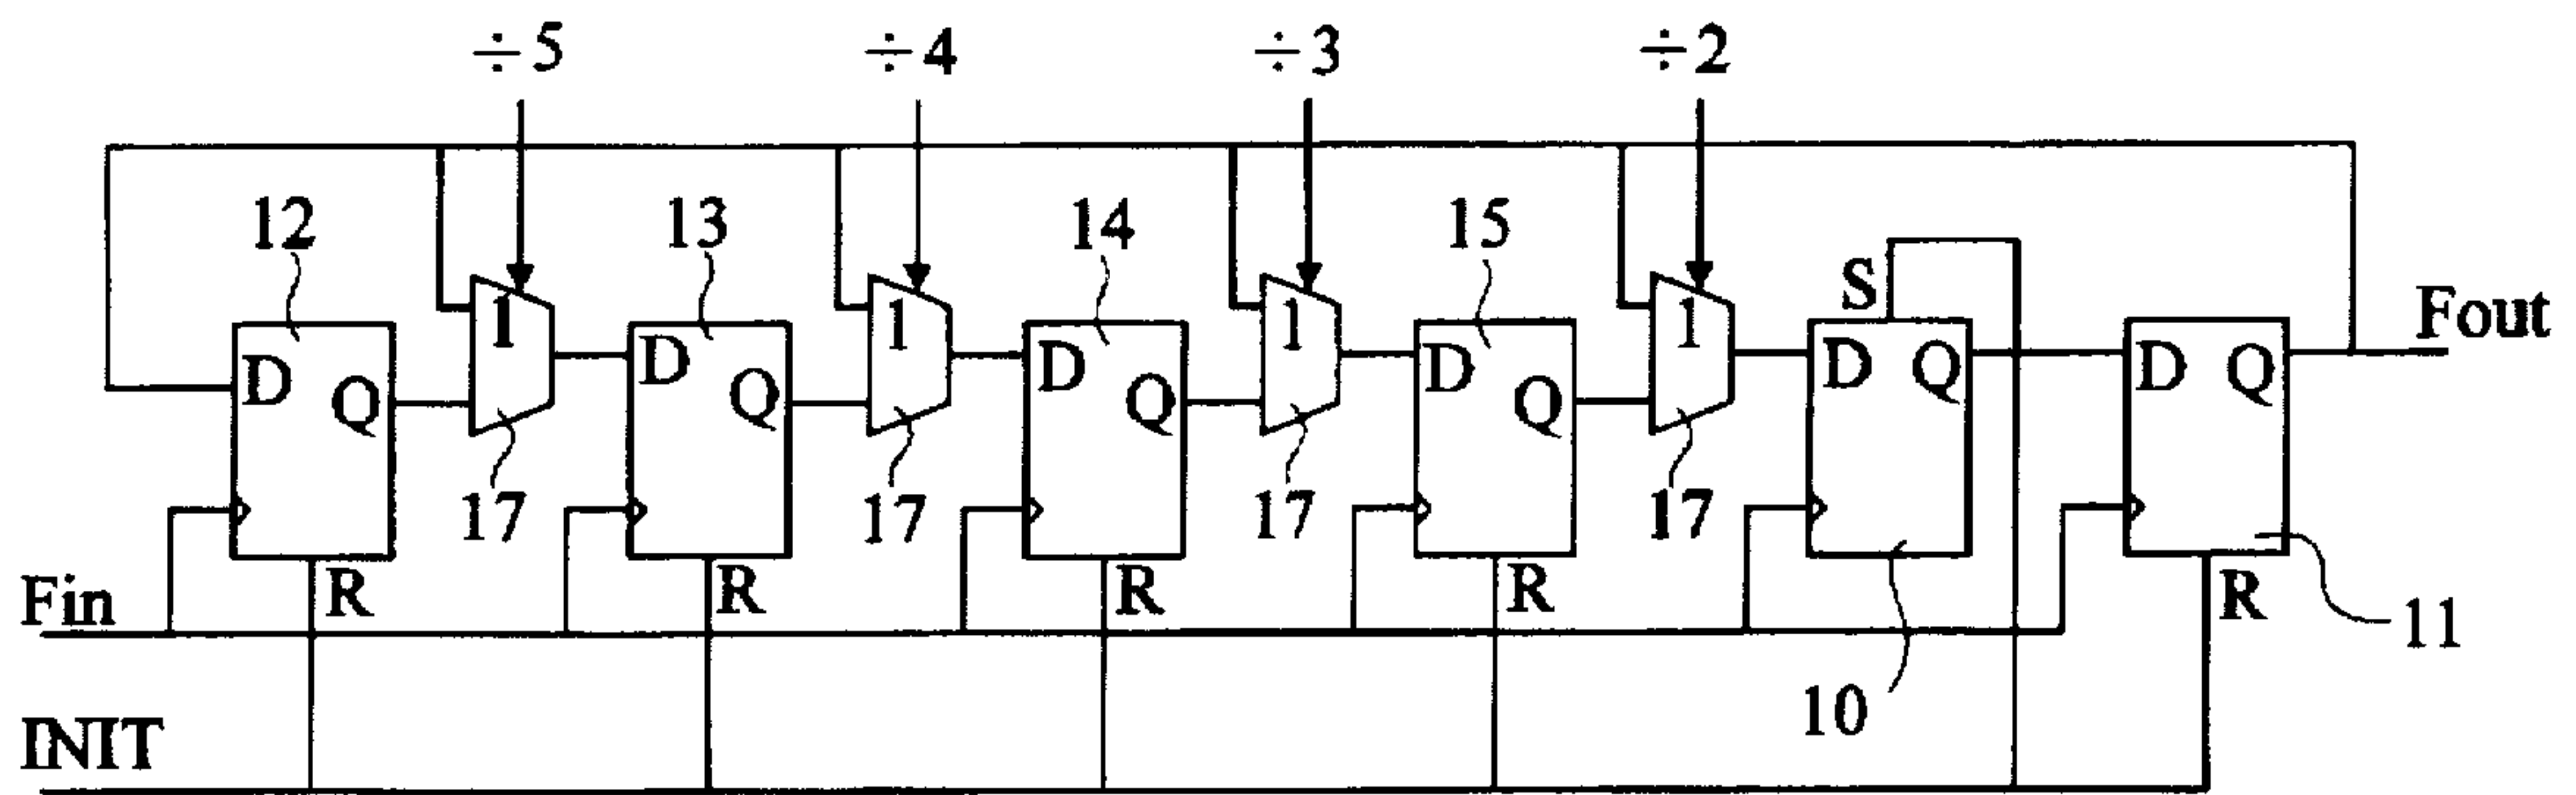 ÷5 ÷4 ÷3 ÷2
12 13 14 15
S
1 1 1 1
Fout
D Q D Q D Q D Q D Q D Q
17 17 17 17
Fin R R R R R
11
10
INIT